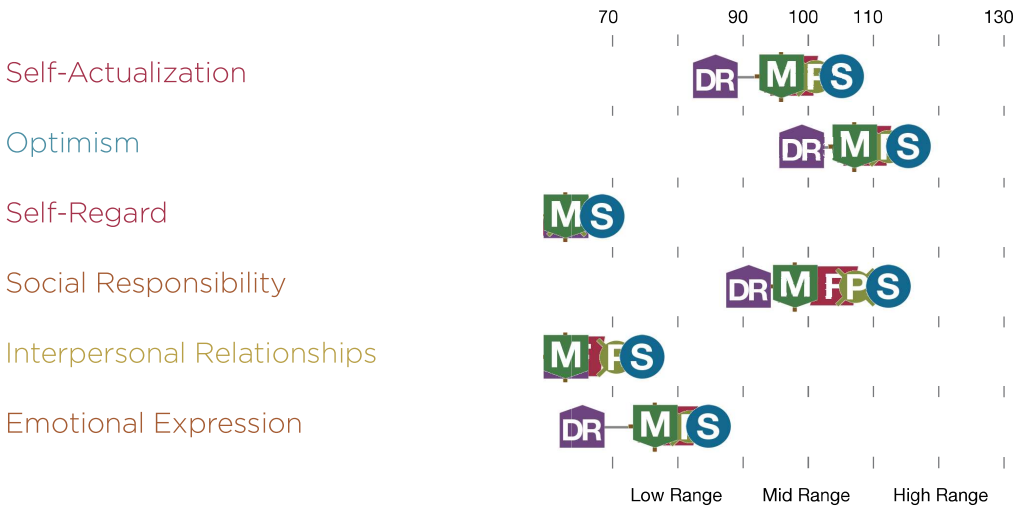 70 90 100 110 130
Self-Actualization DR M P S
Optimism DR M S
Self-Regard M S
Social Responsibility DR M F P S
Interpersonal Relationships M P S
Emotional Expression DR M S
Low Range Mid Range High Range